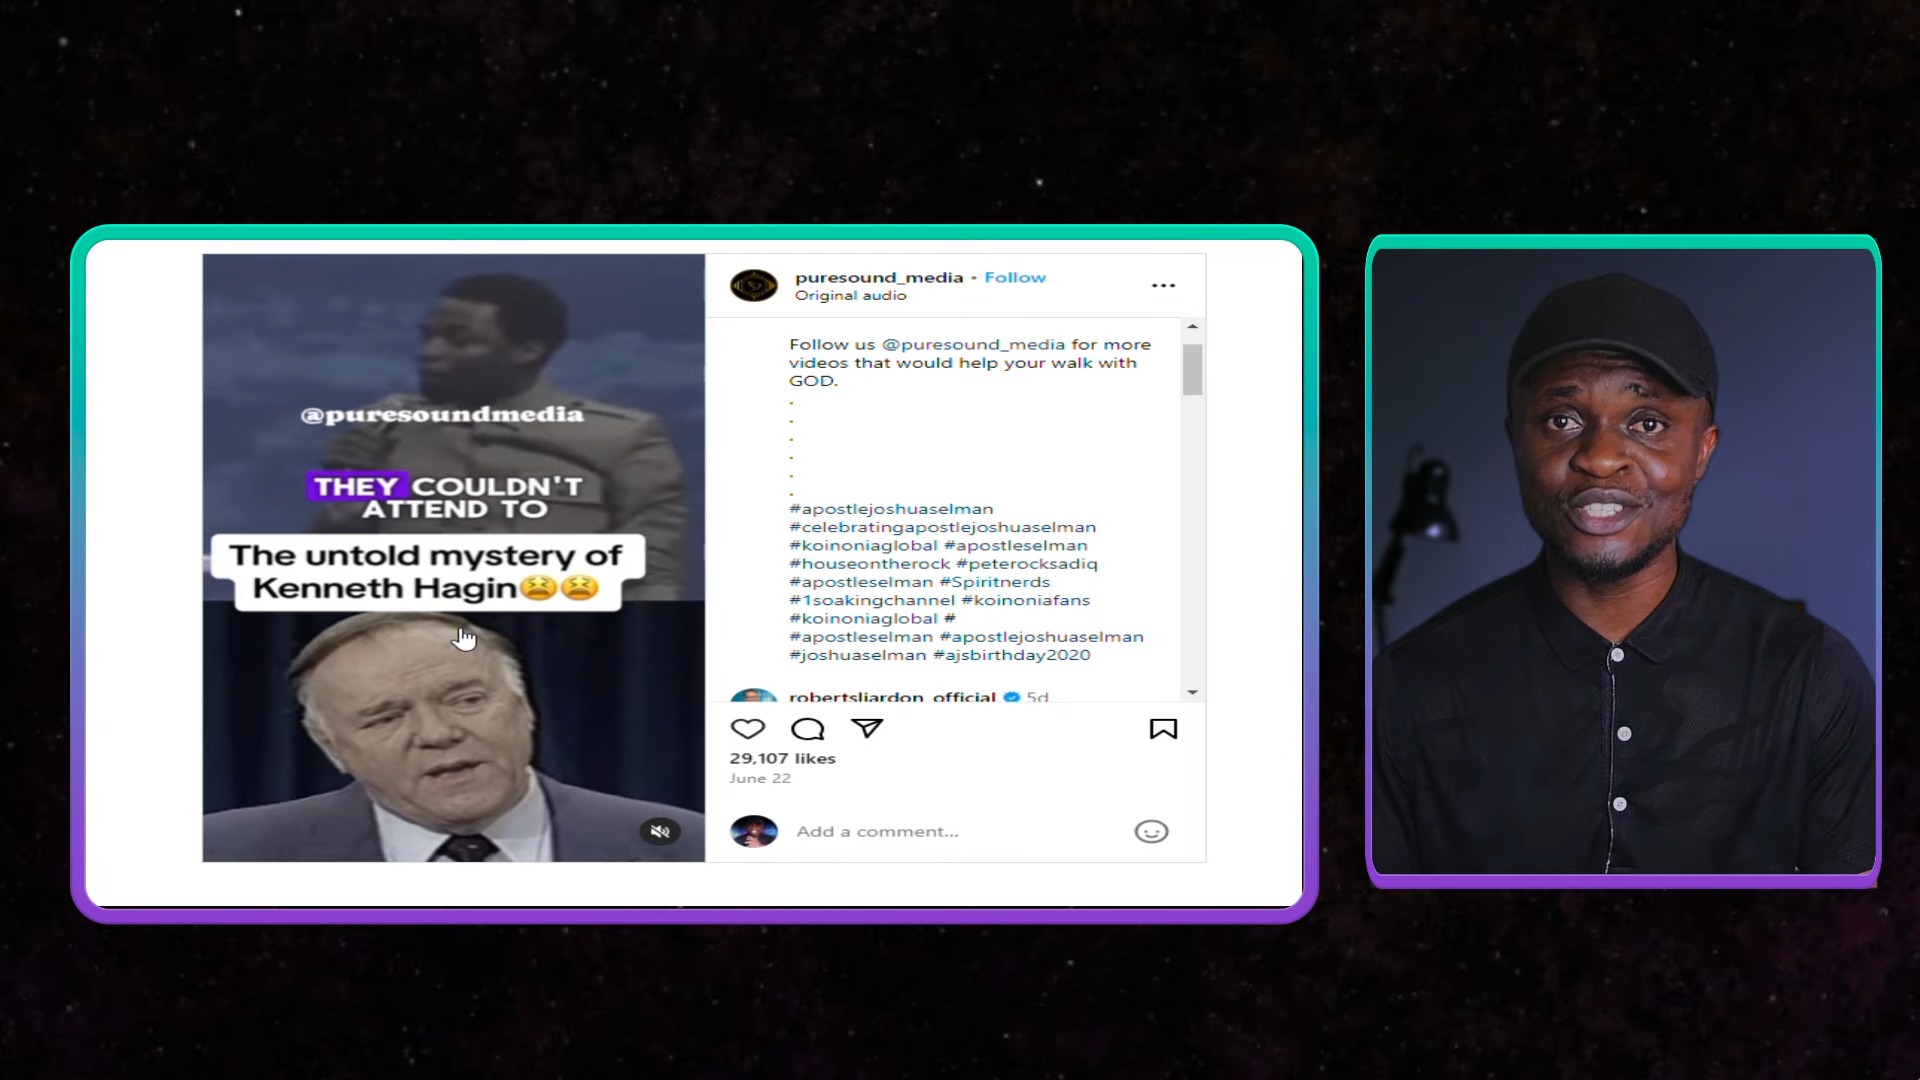 @puresoundmedia
THEY COULDN'T
ATTEND TO
The untold mystery of
Kenneth Hagin😫😫
puresound_media • Follow
Original audio
Follow us @puresound_media for more
videos that would help your walk with
GOD.
.
.
.
.
.
.
#apostlejoshuaselman
#celebratingapostlejoshuaselman
#koinoniaglobal #apostleselman
#houseontherock #peterocksadiq
#apostleselman #Spiritnerds
#1soakingchannel #koinoniafans
#koinoniaglobal #
#apostleselman #apostlejoshuaselman
#joshuaselman #ajsbirthday2020
robertsliardon_official 5d
29,107 likes
June 22
Add a comment...